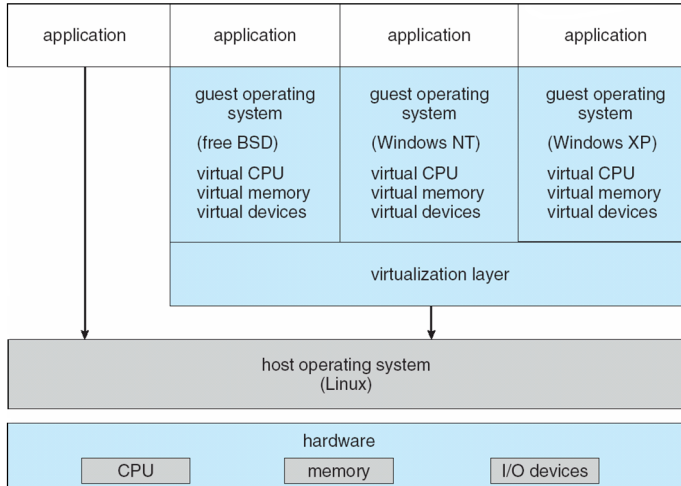 application
application
application
application
guest operating
system
(free BSD)
virtual CPU
virtual memory
virtual devices
guest operating
system
(Windows NT)
virtual CPU
virtual memory
virtual devices
guest operating
system
(Windows XP)
virtual CPU
virtual memory
virtual devices
virtualization layer
host operating system
(Linux)
hardware
CPU
memory
I/O devices